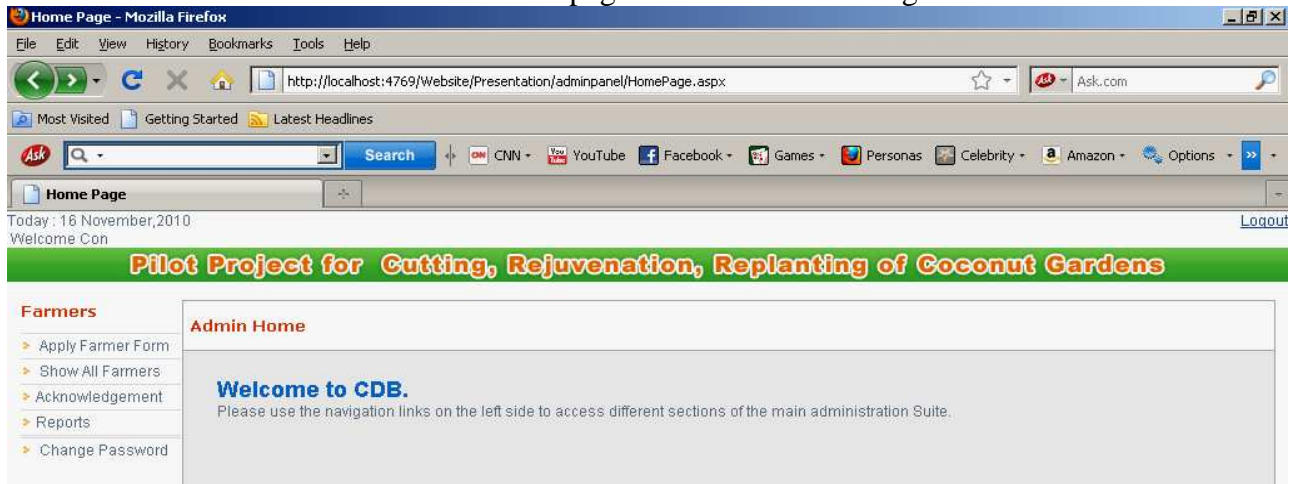 Home Page - Mozilla Firefox
File Edit View History Bookmarks Tools Help
http://localhost:4769/Website/Presentation/adminpanel/HomePage.aspx Ask.com
Most Visited Getting Started Latest Headlines
Ask Search CNN YouTube Facebook Games Personas Celebrity Amazon Options
Home Page
Today : 16 November,2010 Logout
Welcome Con
Pilot Project for Cutting, Rejuvenation, Replanting of Coconut Gardens
Farmers
Apply Farmer Form
Show All Farmers
Acknowledgement
Reports
Change Password
Admin Home
Welcome to CDB.
Please use the navigation links on the left side to access different sections of the main administration Suite.